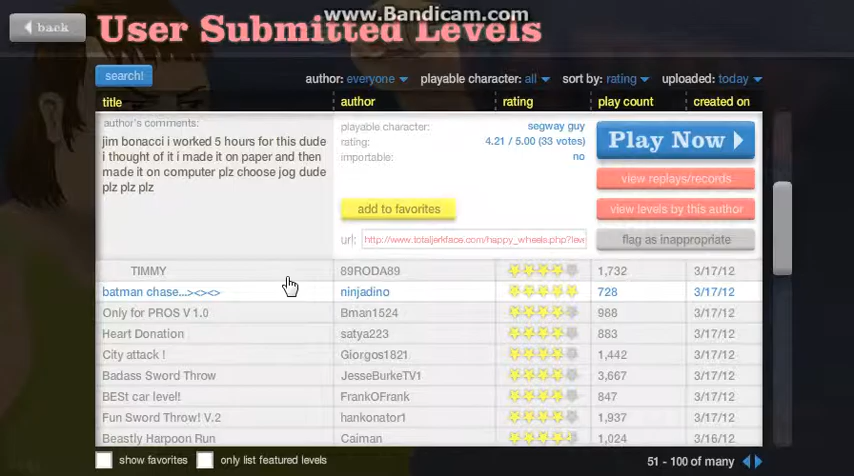 www.Bandicam.com
back
User Submitted Levels
search!
author: everyone playable character: all sort by: rating uploaded: today
title author rating play count created on
author's comments:
jim bonacci i worked 5 hours for this dude
i thought of it i made it on paper and then
made it on computer plz choose jog dude
plz plz plz
playable character: segway guy
rating: 4.21 / 5.00 (33 votes)
importable: no
add to favorites
url: http://www.totaljerkface.com/happy_wheels.php?lev
Play Now
view replays/records
view levels by this author
flag as inappropriate
TIMMY 89RODA89 1,732 3/17/12
batman chase...><><> ninjadino 728 3/17/12
Only for PROS V 1.0 Bman1524 988 3/17/12
Heart Donation satya223 883 3/17/12
City attack ! Giorgos1821 1,442 3/17/12
Badass Sword Throw JesseBurkeTV1 3,667 3/17/12
BESt car level! FrankOFrank 847 3/17/12
Fun Sword Throw! V.2 hankonator1 1,937 3/17/12
Beastly Harpoon Run Caiman 1,024 3/16/12
show favorites only list featured levels 51 - 100 of many